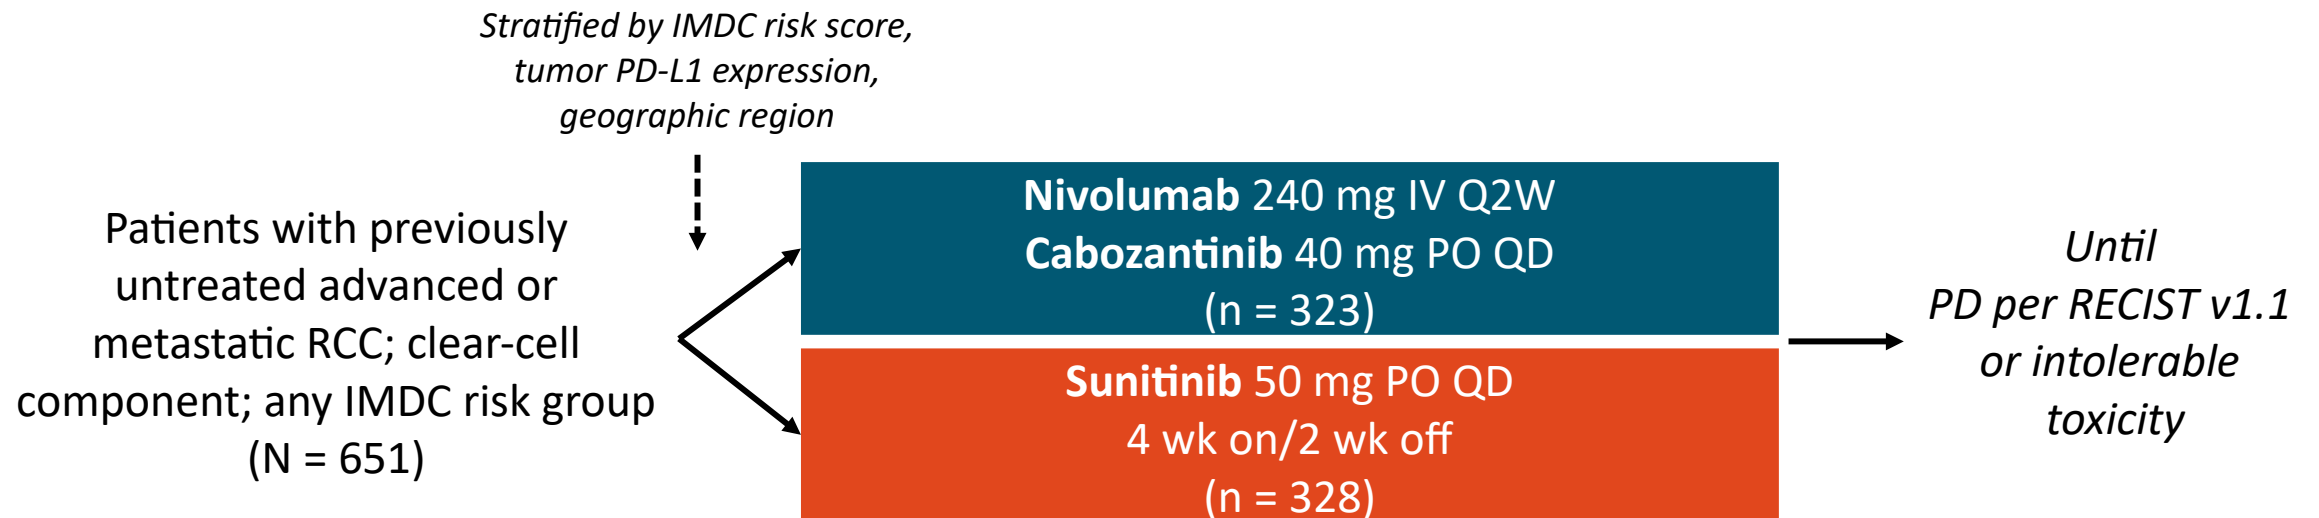 Stratified by IMDC risk score,
tumor PD-L1 expression,
geographic region
Patients with previously
untreated advanced or
metastatic RCC; clear-cell
component; any IMDC risk group
(N = 651)
Nivolumab 240 mg IV Q2W
Cabozantinib 40 mg PO QD
(n = 323)
Sunitinib 50 mg PO QD
4 wk on/2 wk off
(n = 328)
Until
PD per RECIST v1.1
or intolerable
toxicity